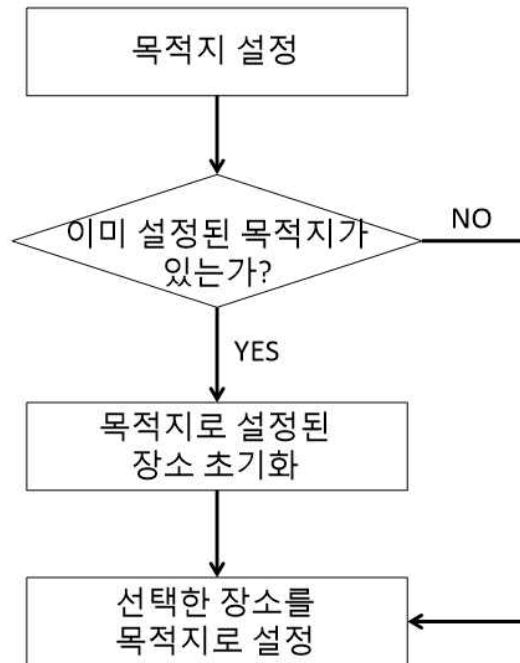 목적지 설정
이미 설정된 목적지가
있는가?
NO
YES
목적지로 설정된
장소 초기화
선택한 장소를
목적지로 설정